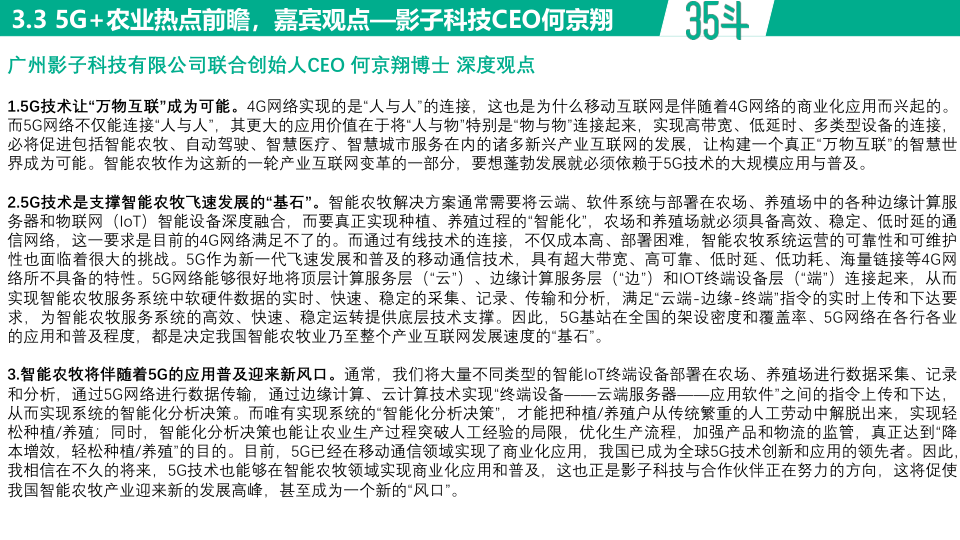 3.3 5G+农业热点前瞻，嘉宾观点—影子科技CEO何京翔
35斗
广州影子科技有限公司联合创始人CEO 何京翔博士 深度观点
1.5G技术让“万物互联”成为可能。4G网络实现的是“人与人”的连接，这也是为什么移动互联网是伴随着4G网络的商业化应用而兴起的。
而5G网络不仅能连接“人与人”，其更大的应用价值在于将“人与物”特别是“物与物”连接起来，实现高带宽、低延时、多类型设备的连接，
必将促进包括智能农牧、自动驾驶、智慧医疗、智慧城市服务在内的诸多新兴产业互联网的发展，让构建一个真正“万物互联”的智慧世
界成为可能。智能农牧作为这新的一轮产业互联网变革的一部分，要想蓬勃发展就必须依赖于5G技术的大规模应用与普及。
2.5G技术是支撑智能农牧飞速发展的“基石”。智能农牧解决方案通常需要将云端、软件系统与部署在农场、养殖场中的各种边缘计算服
务器和物联网（IoT）智能设备深度融合，而要真正实现种植、养殖过程的“智能化”，农场和养殖场就必须具备高效、稳定、低时延的通
信网络，这一要求是目前的4G网络满足不了的。而通过有线技术的连接，不仅成本高、部署困难，智能农牧系统运营的可靠性和可维护
性也面临着很大的挑战。5G作为新一代飞速发展和普及的移动通信技术，具有超大带宽、高可靠、低时延、低功耗、海量链接等4G网
络所不具备的特性。5G网络能够很好地将顶层计算服务层（“云”）、边缘计算服务层（“边”）和IOT终端设备层（“端”）连接起来，从而
实现智能农牧服务系统中软硬件数据的实时、快速、稳定的采集、记录、传输和分析，满足“云端-边缘-终端”指令的实时上传和下达要
求，为智能农牧服务系统的高效、快速、稳定运转提供底层技术支撑。因此，5G基站在全国的架设密度和覆盖率、5G网络在各行各业
的应用和普及程度，都是决定我国智能农牧业乃至整个产业互联网发展速度的“基石”。
3.智能农牧将伴随着5G的应用普及迎来新风口。通常，我们将大量不同类型的智能IoT终端设备部署在农场、养殖场进行数据采集、记录
和分析，通过5G网络进行数据传输，通过边缘计算、云计算技术实现“终端设备——云端服务器——应用软件”之间的指令上传和下达，
从而实现系统的智能化分析决策。而唯有实现系统的“智能化分析决策”，才能把种植/养殖户从传统繁重的人工劳动中解脱出来，实现轻
松种植/养殖；同时，智能化分析决策也能让农业生产过程突破人工经验的局限，优化生产流程，加强产品和物流的监管，真正达到“降
本增效，轻松种植/养殖”的目的。目前，5G已经在移动通信领域实现了商业化应用，我国已成为全球5G技术创新和应用的领先者。因此，
我相信在不久的将来，5G技术也能够在智能农牧领域实现商业化应用和普及，这也正是影子科技与合作伙伴正在努力的方向，这将促使
我国智能农牧产业迎来新的发展高峰，甚至成为一个新的“风口”。